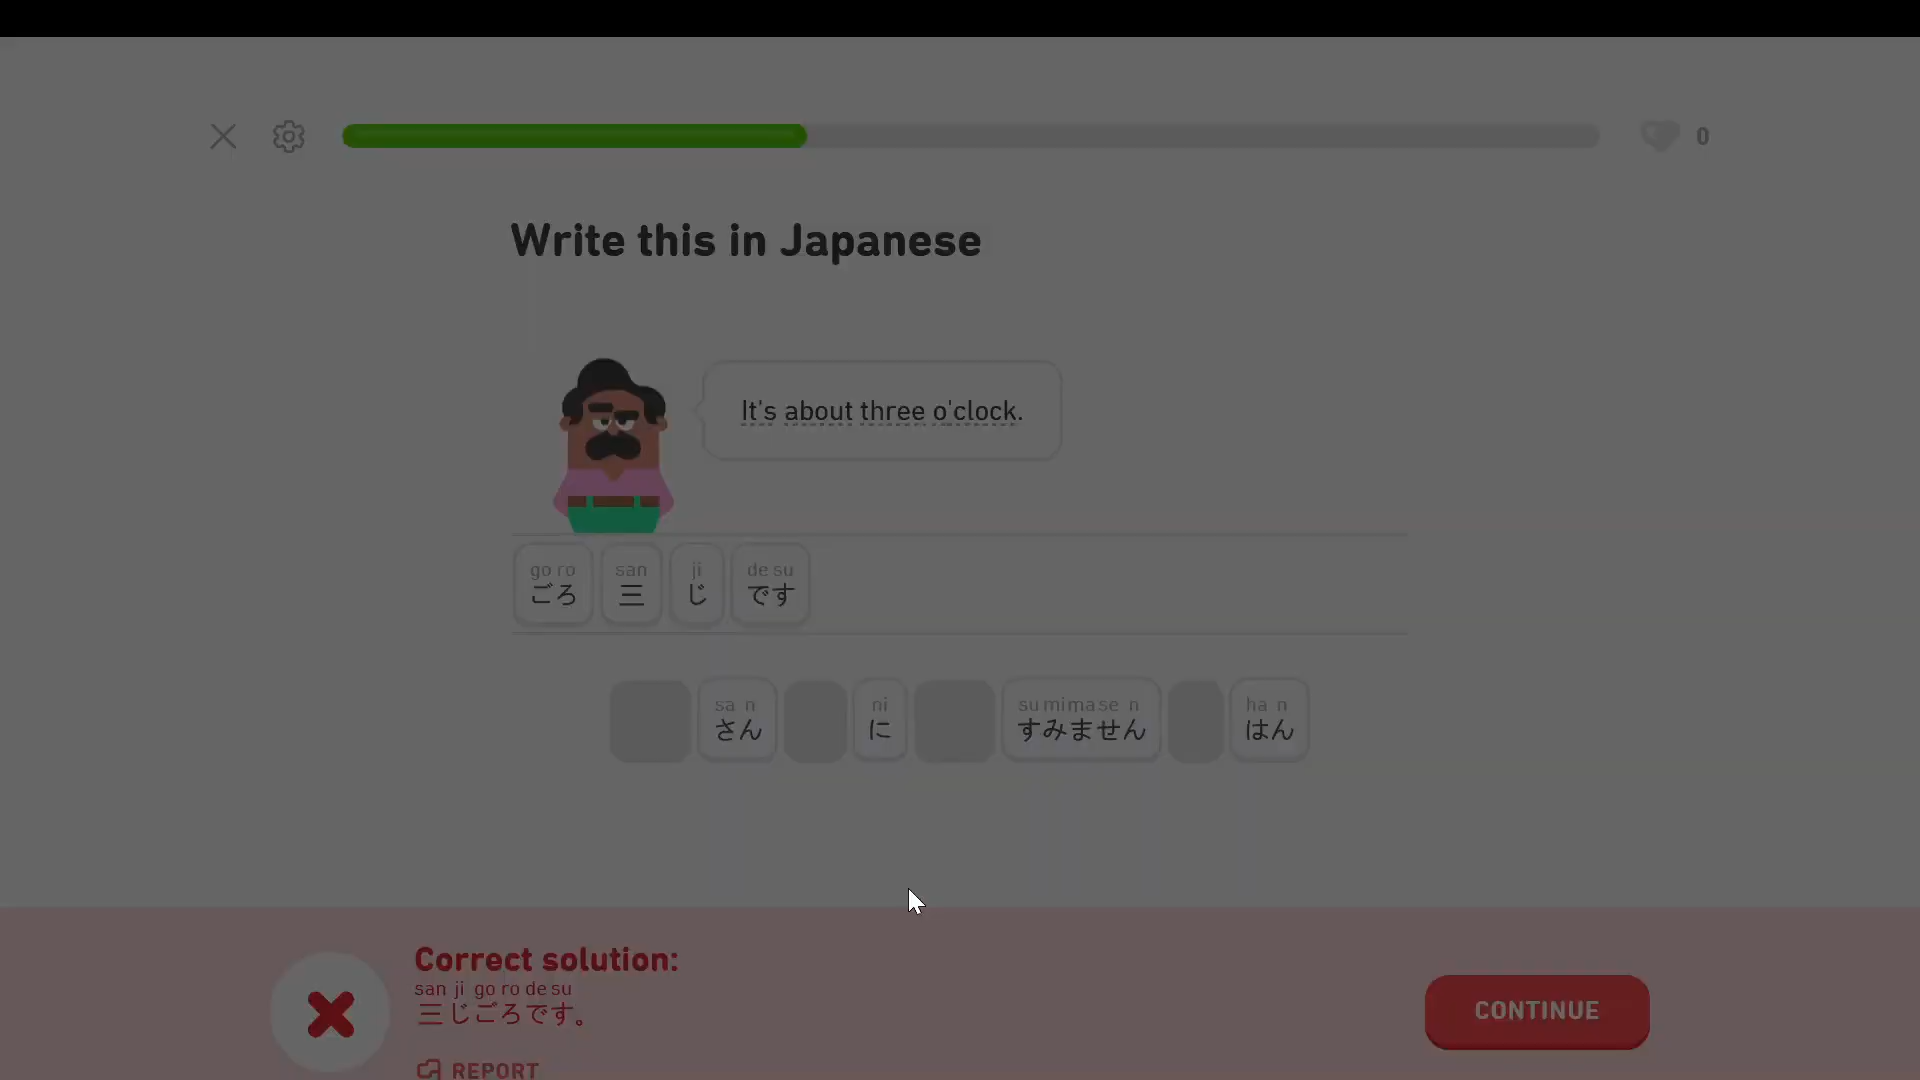 0
Write this in Japanese
It's about three o'clock.
go ro san ji de su
ごろ 三 じ です
sa n ni su mi ma se n ha n
さん に すみません はん
Correct solution:
san ji go ro de su
三じごろです。
CONTINUE
REPORT